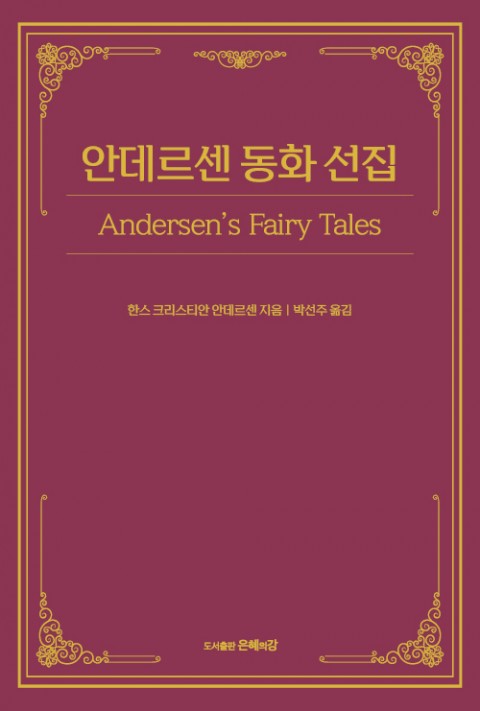 안데르센 동화 선집
Andersen's Fairy Tales
한스 크리스티안 안데르센 지음 | 박선주 옮김
도서출판 은혜의강